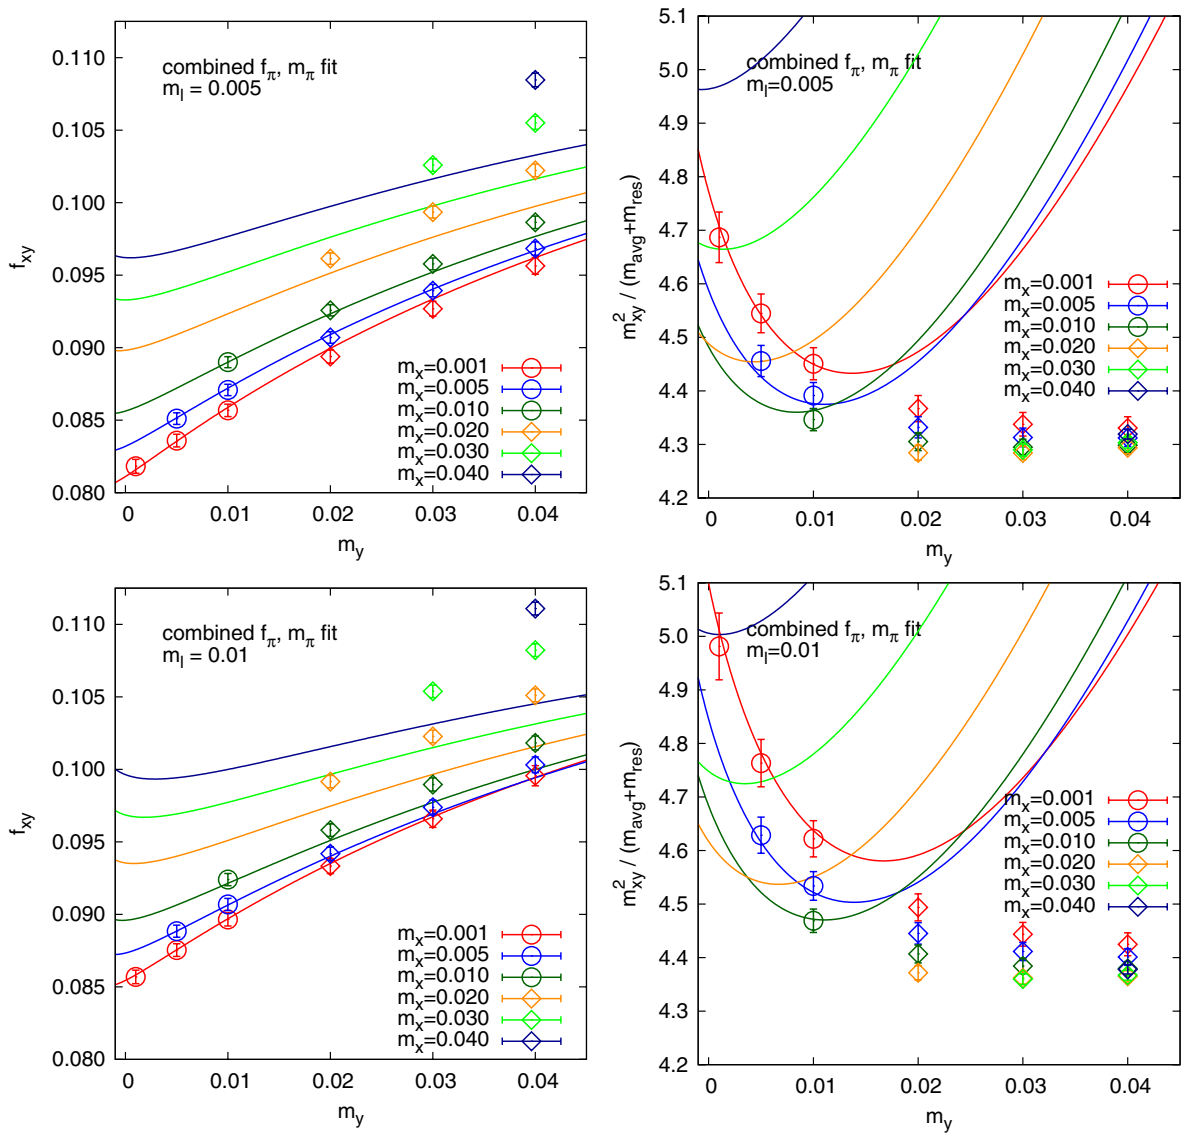 0.110
0.105
0.100
0.095
0.090
0.085
0.080
f_xy
combined f_π, m_π fit
m_l = 0.005
m_x=0.001
m_x=0.005
m_x=0.010
m_x=0.020
m_x=0.030
m_x=0.040
0 0.01 0.02 0.03 0.04
m_y
5.1
5.0
4.9
4.8
4.7
4.6
4.5
4.4
4.3
4.2
m_xy^2 / (m_avg+m_res)
combined f_π, m_π fit
m_l=0.005
m_x=0.001
m_x=0.005
m_x=0.010
m_x=0.020
m_x=0.030
m_x=0.040
0 0.01 0.02 0.03 0.04
m_y
0.110
0.105
0.100
0.095
0.090
0.085
0.080
f_xy
combined f_π, m_π fit
m_l = 0.01
m_x=0.001
m_x=0.005
m_x=0.010
m_x=0.020
m_x=0.030
m_x=0.040
0 0.01 0.02 0.03 0.04
m_y
5.1
5.0
4.9
4.8
4.7
4.6
4.5
4.4
4.3
4.2
m_xy^2 / (m_avg+m_res)
combined f_π, m_π fit
m_l=0.01
m_x=0.001
m_x=0.005
m_x=0.010
m_x=0.020
m_x=0.030
m_x=0.040
0 0.01 0.02 0.03 0.04
m_y